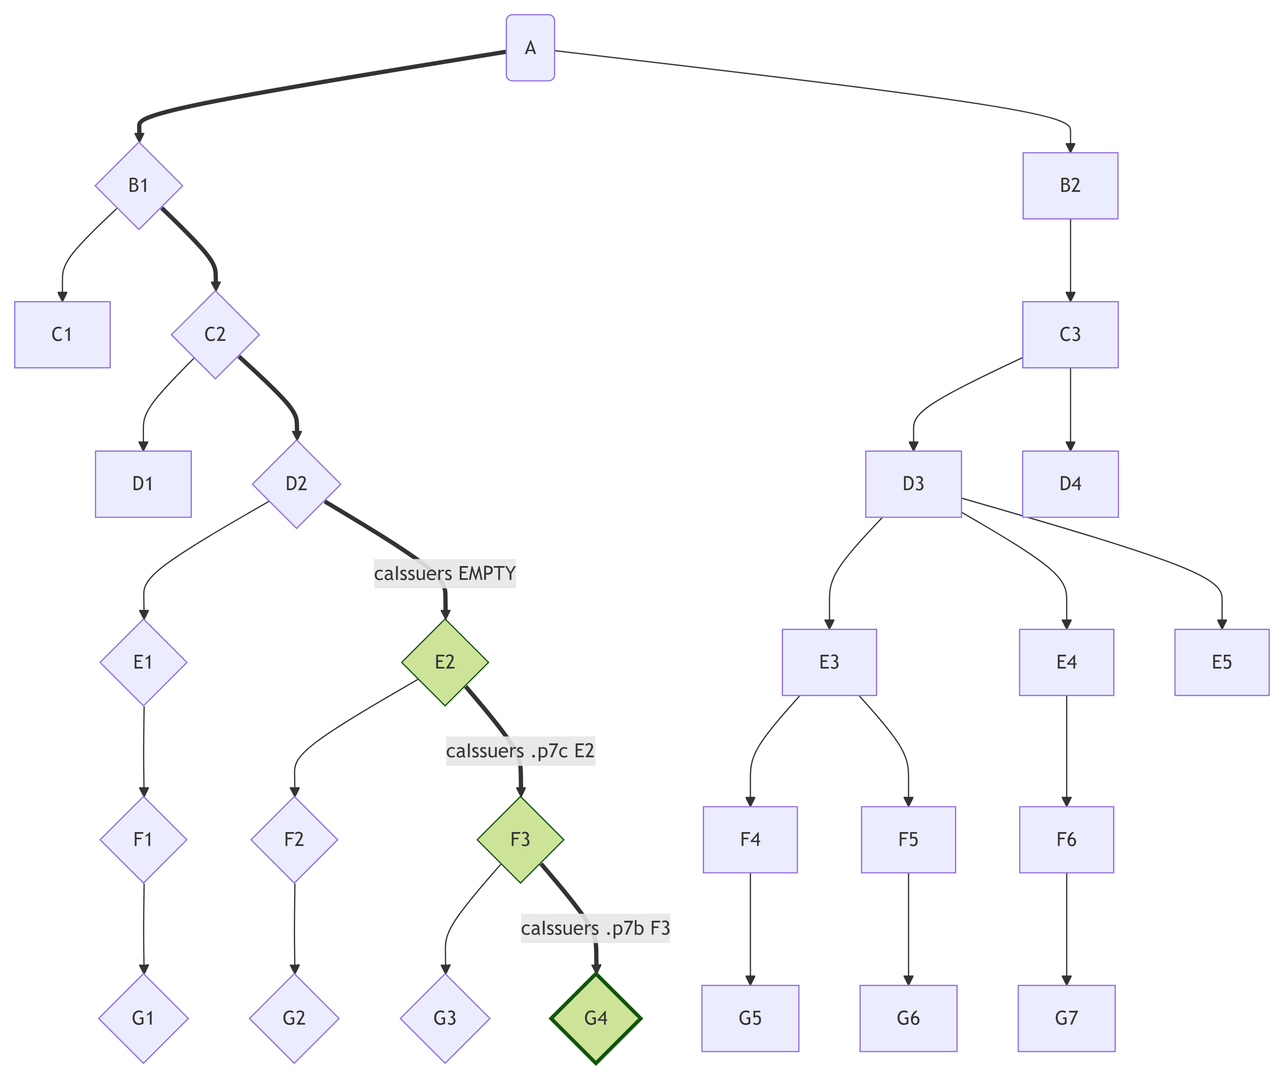 A
B1
B2
C1
C2
C3
D1
D2
D3
D4
caIssuers EMPTY
E1
E2
E3
E4
E5
caIssuers .p7c E2
F1
F2
F3
F4
F5
F6
caIssuers .p7b F3
G1
G2
G3
G4
G5
G6
G7